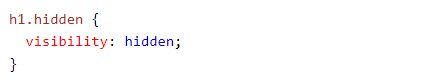 h1.hidden {
  visibility: hidden;
}